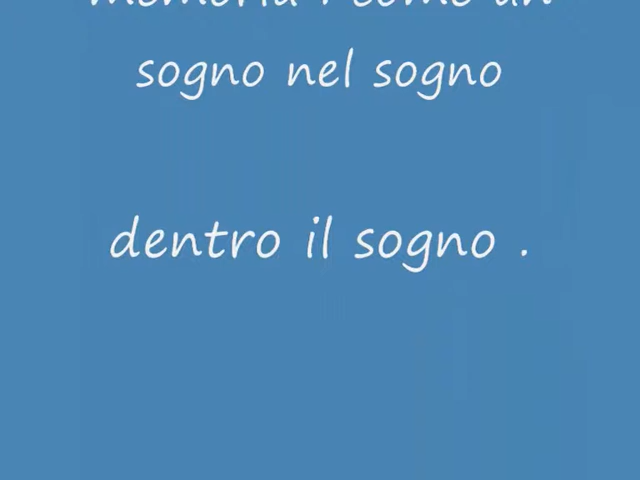 memoria , come un
sogno nel sogno
dentro il sogno .